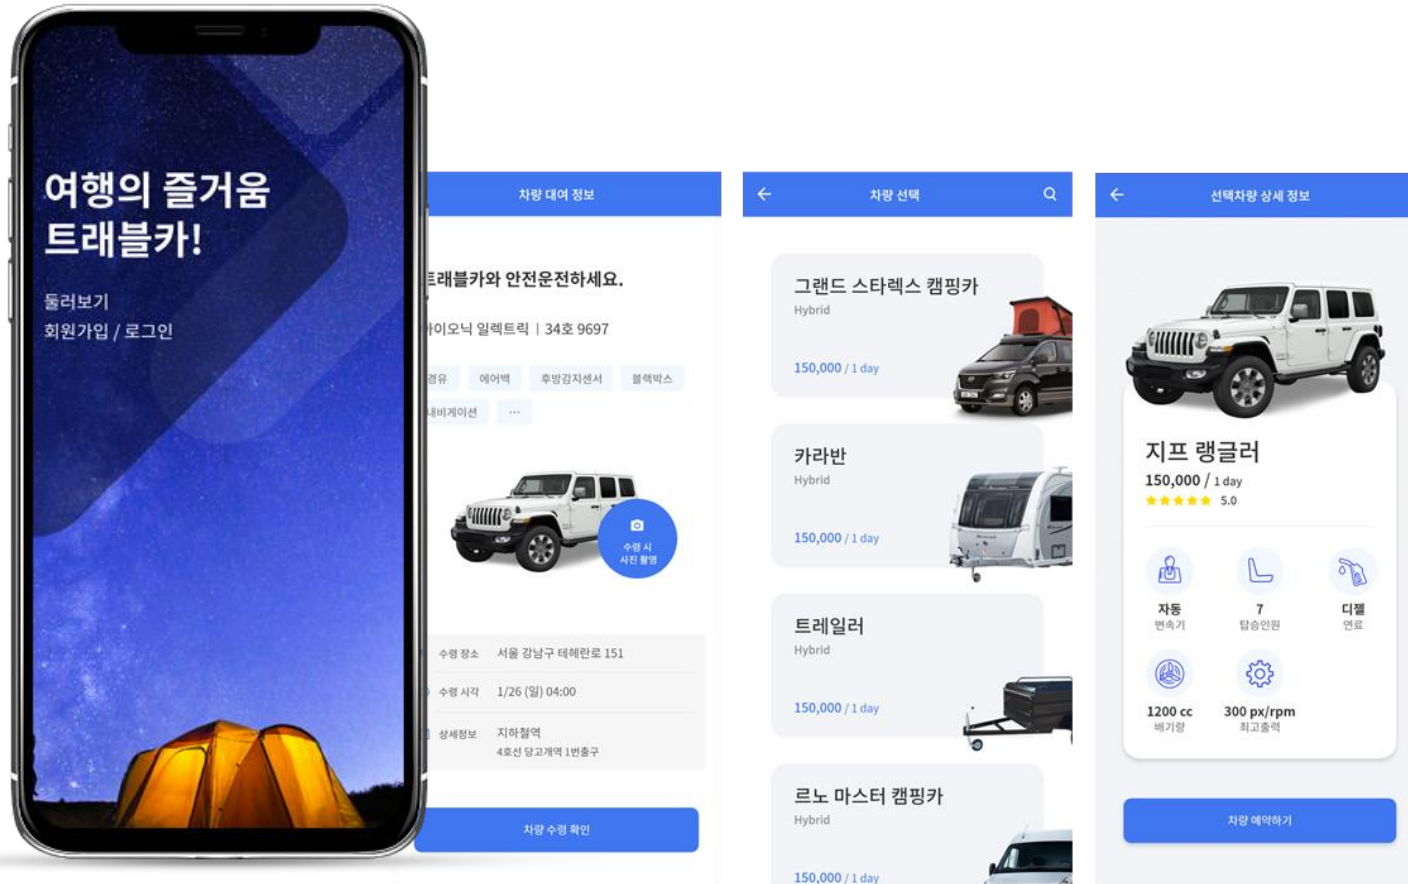 여행의 즐거움
트래블카!
둘러보기
회원가입 / 로그인
차량 대여 정보
트래블카와 안전운전하세요.
아이오닉 일렉트릭 | 34호 9697
경유 에어백 후방감지센서 블랙박스
내비게이션 ...
수령 시
사진 촬영
수령 장소 서울 강남구 테헤란로 151
수령 시각 1/26 (일) 04:00
상세정보 지하철역
4호선 당고개역 1번출구
차량 수령 확인
차량 선택
그랜드 스타렉스 캠핑카
Hybrid
150,000 / 1 day
카라반
Hybrid
150,000 / 1 day
트레일러
Hybrid
150,000 / 1 day
르노 마스터 캠핑카
Hybrid
150,000 / 1 day
선택차량 상세 정보
지프 랭글러
150,000 / 1 day
5.0
자동
변속기
7
탑승인원
디젤
연료
1200 cc
배기량
300 px/rpm
최고출력
차량 예약하기